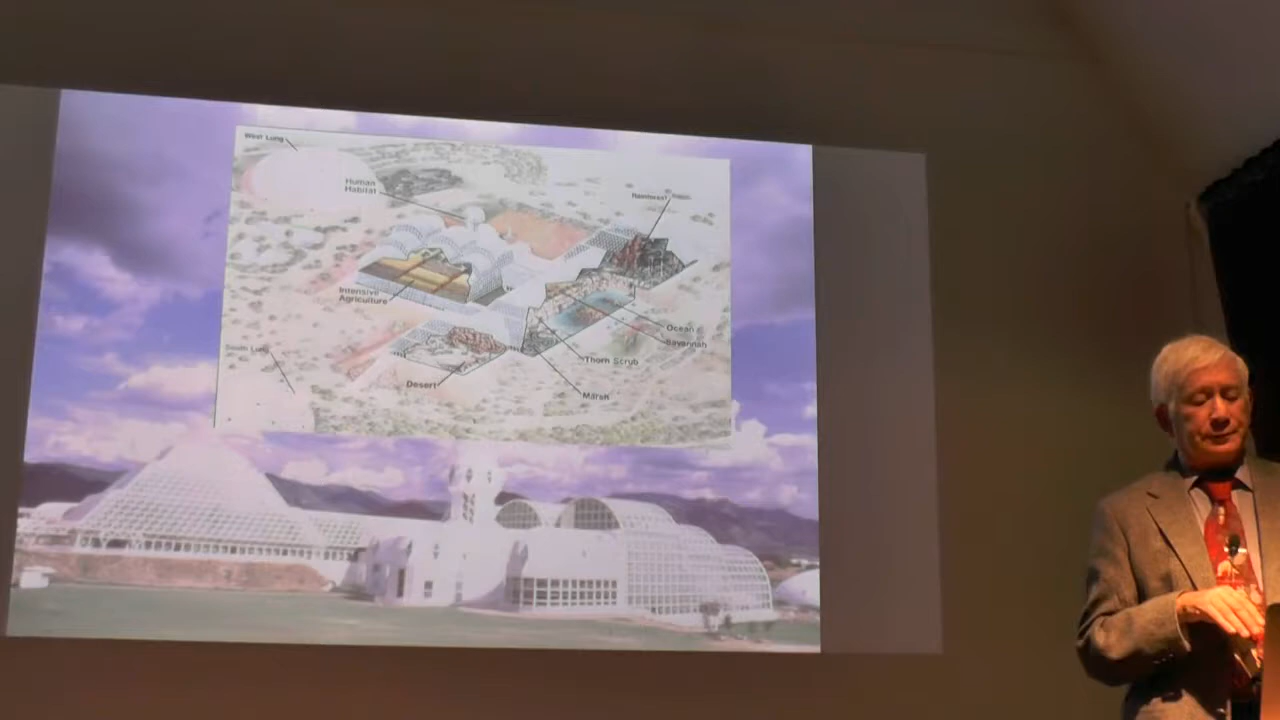 West Lung
Human
Habitat
Rainforest
Intensive
Agriculture
Ocean
Savannah
South Lung
Thorn Scrub
Desert
Marsh